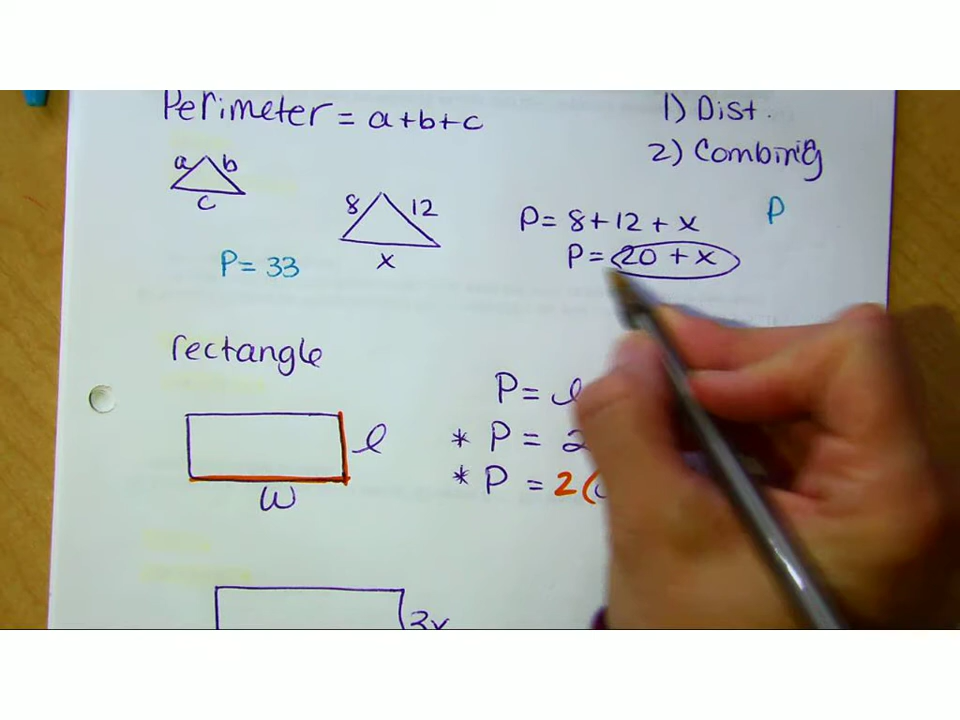 Perimeter = a+b+c
1) Dist.
2) Combining
a b
c
8 12
x
P= 8+12 + x
P= 20 + x
P
P= 33
rectangle
l
w
P= l
* P = 2
* P = 2(
3x